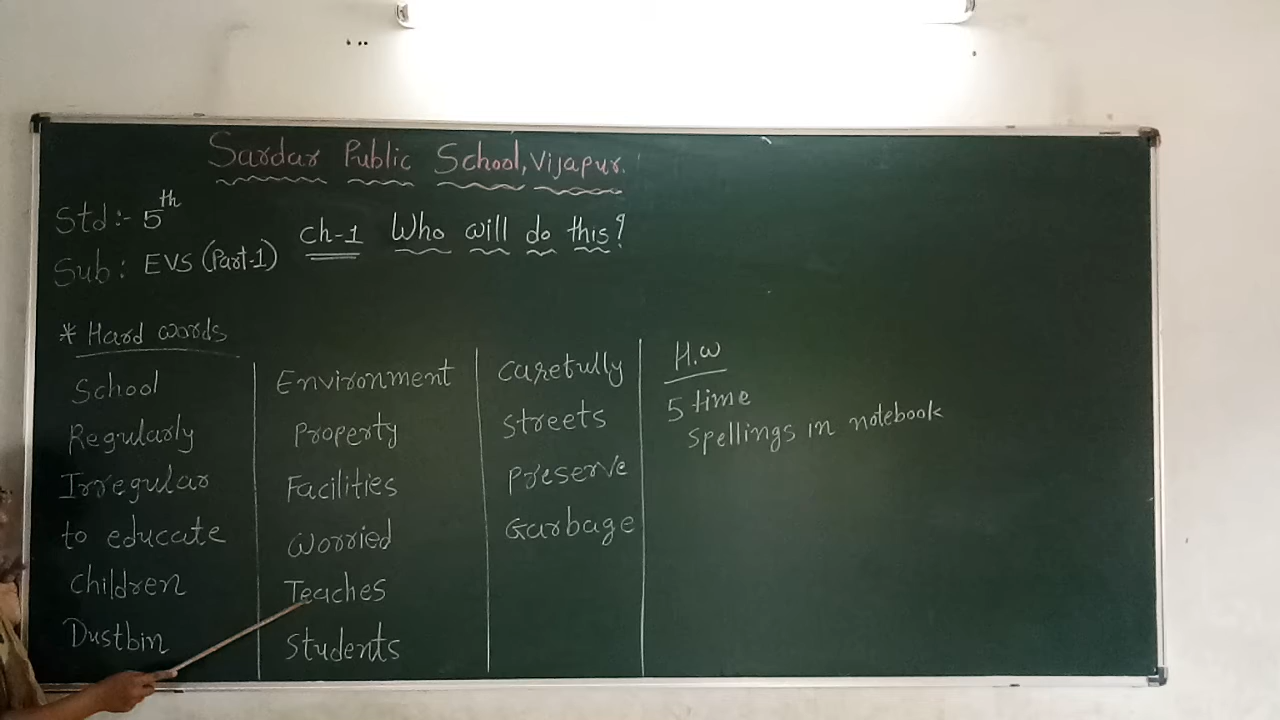 Sardar Public School, Vijapur.
Std:- 5th
Sub: EVS (Part-1)
Ch-1 Who will do this?
* Hard words
School
Regularly
Irregular
to educate
Children
Dustbin
Environment
Property
Facilities
Worried
Teaches
Students
Carefully
Streets
Preserve
Garbage
H.W
5 time
Spellings in notebook